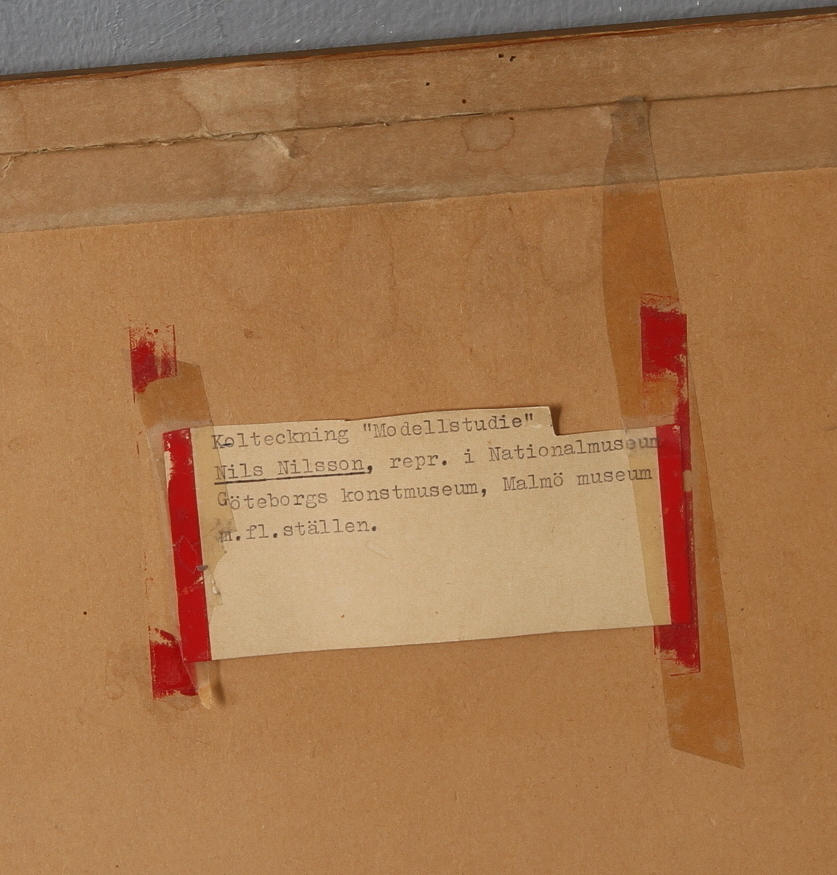 Kolteckning "Modellstudie"
Nils Nilsson, repr. i Nationalmuseum
Göteborgs konstmuseum, Malmö museum
m.fl.ställen.